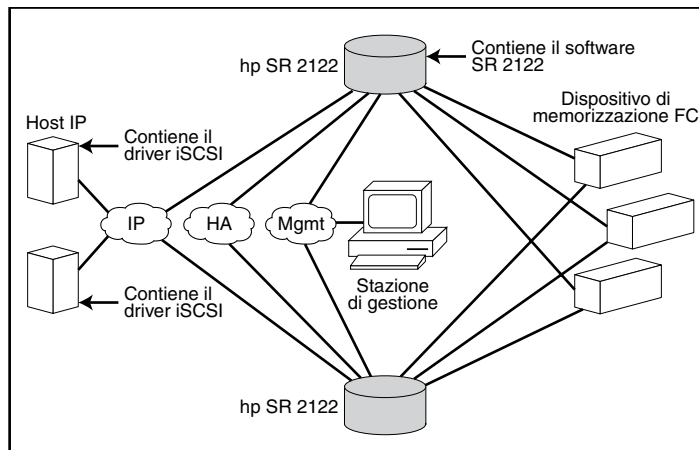 hp SR 2122
Contiene il software
SR 2122
Dispositivo di
memorizzazione FC
Host IP
Contiene il
driver iSCSI
IP
HA
Mgmt
Stazione
di gestione
Contiene il
driver iSCSI
hp SR 2122